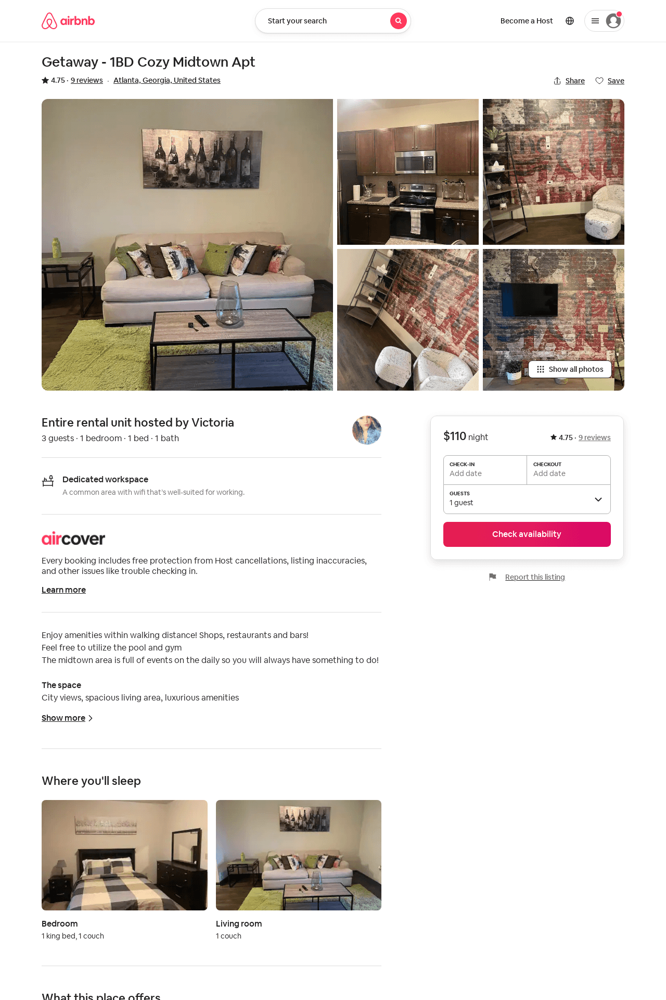 airbnb
Start your search
Become a Host
Getaway - 1BD Cozy Midtown Apt
4.75 · 9 reviews · Atlanta, Georgia, United States
Share
Save
Show all photos
Entire rental unit hosted by Victoria
3 guests · 1 bedroom · 1 bed · 1 bath
$110 night
4.75 · 9 reviews
CHECK-IN
Add date
CHECKOUT
Add date
GUESTS
1 guest
Check availability
Report this listing
Dedicated workspace
A common area with wifi that’s well-suited for working.
aircover
Every booking includes free protection from Host cancellations, listing inaccuracies,
and other issues like trouble checking in.
Learn more
Enjoy amenities within walking distance! Shops, restaurants and bars!
Feel free to utilize the pool and gym
The midtown area is full of events on the daily so you will always have something to do!
The space
City views, spacious living area, luxurious amenities
Show more
Where you'll sleep
Bedroom
1 king bed, 1 couch
Living room
1 couch
What this place offers